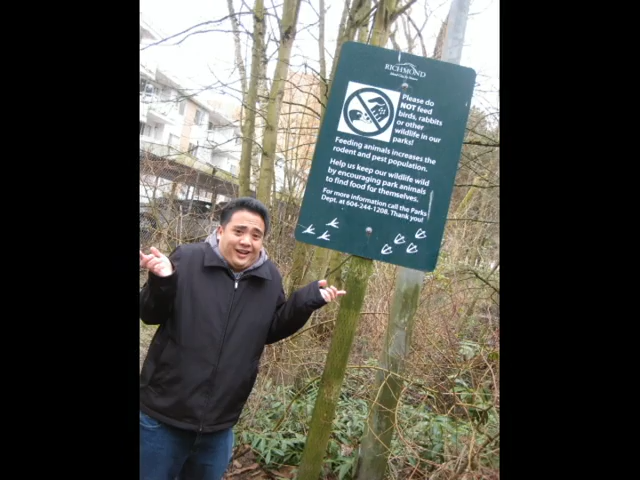 RICHMOND
Please do
NOT feed
birds, rabbits
or other
wildlife in our
parks!
Feeding animals increases the
rodent and pest population.
Help us keep our wildlife wild
by encouraging park animals
to find food for themselves.
For more information call the Parks
Dept. at 604-244-1208. Thank you!